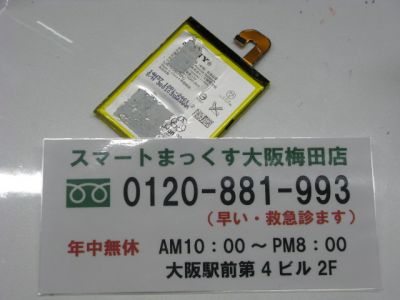 スマートまっくす大阪梅田店
0120-881-993
(早い・救急診ます)
年中無休 AM10:00~PM8:00
大阪駅前第4ビル2F